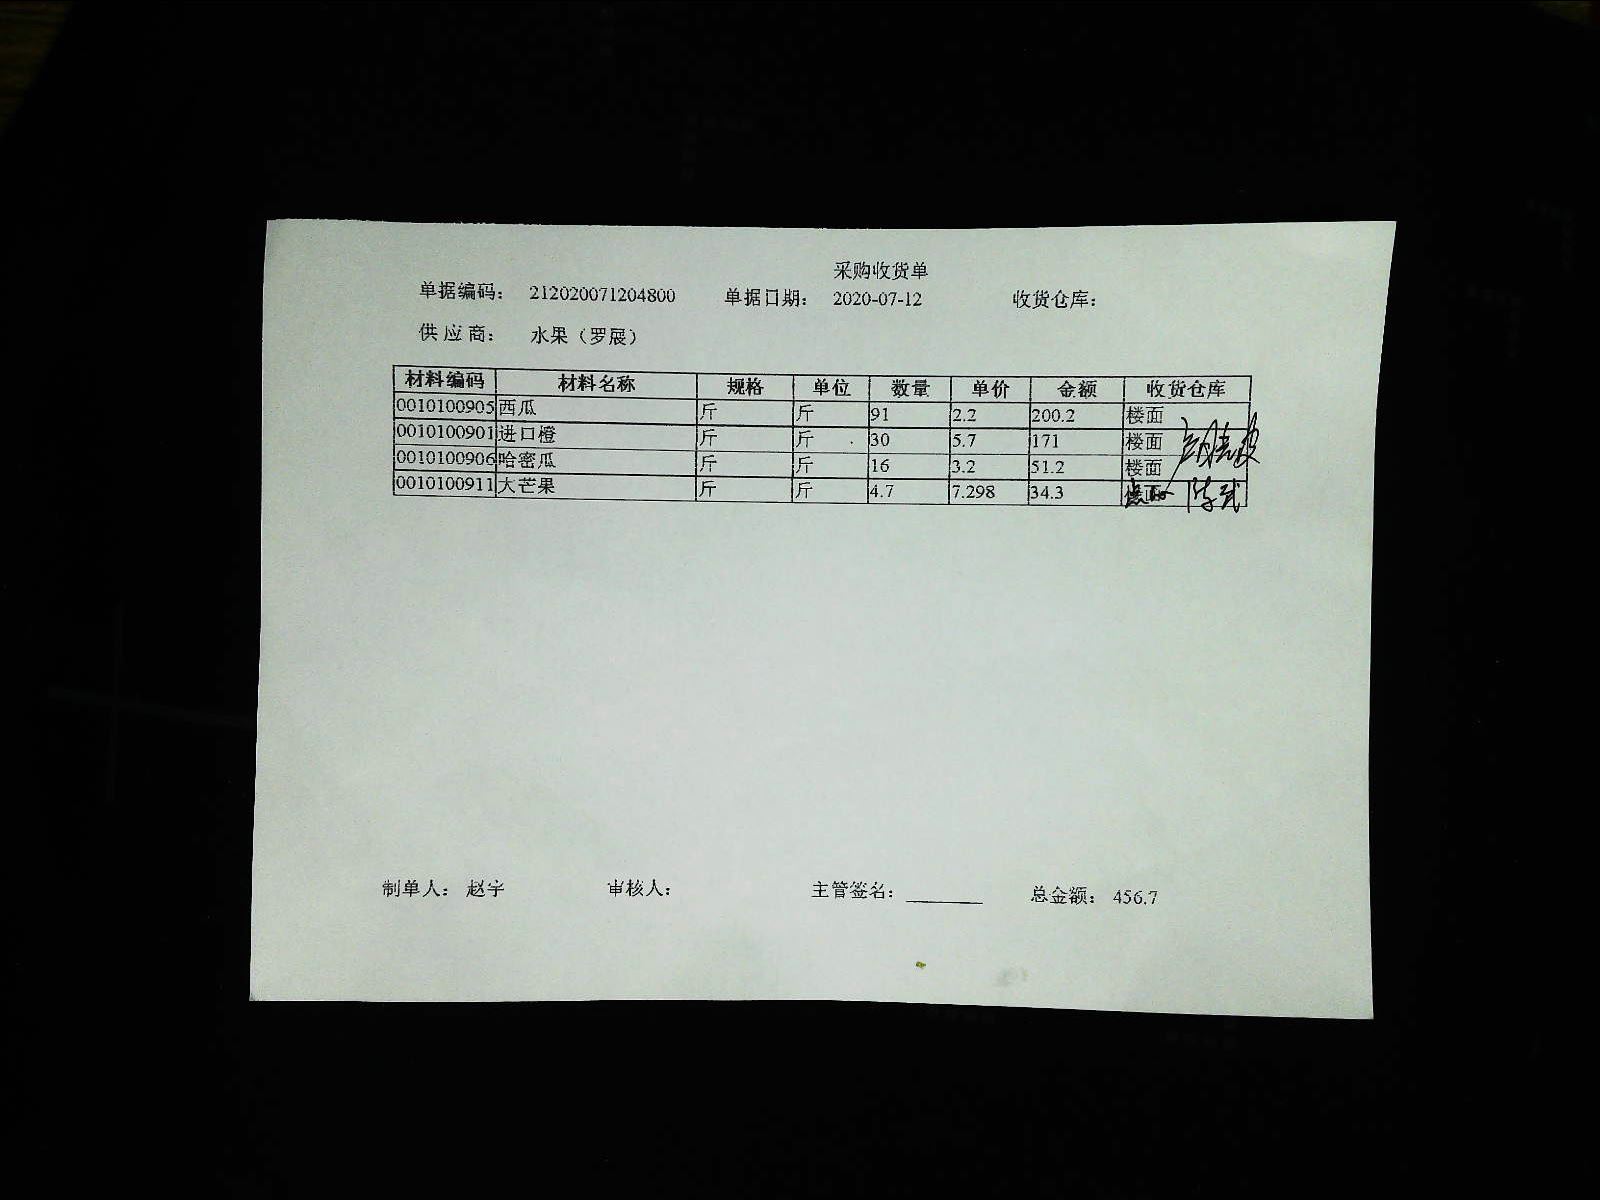 采购收货单
单据编码： 212020071204800 单据日期： 2020-07-12 收货仓库：
供 应 商： 水果（罗展）
材料编码 材料名称 规格 单位 数量 单价 金额 收货仓库
0010100905 西瓜 斤 斤 91 2.2 200.2 楼面
0010100901 进口橙 斤 斤 30 5.7 171 楼面
0010100906 哈密瓜 斤 斤 16 3.2 51.2 楼面
0010100911 大芒果 斤 斤 4.7 7.298 34.3
制单人： 赵宇 审核人： 主管签名： 总金额： 456.7